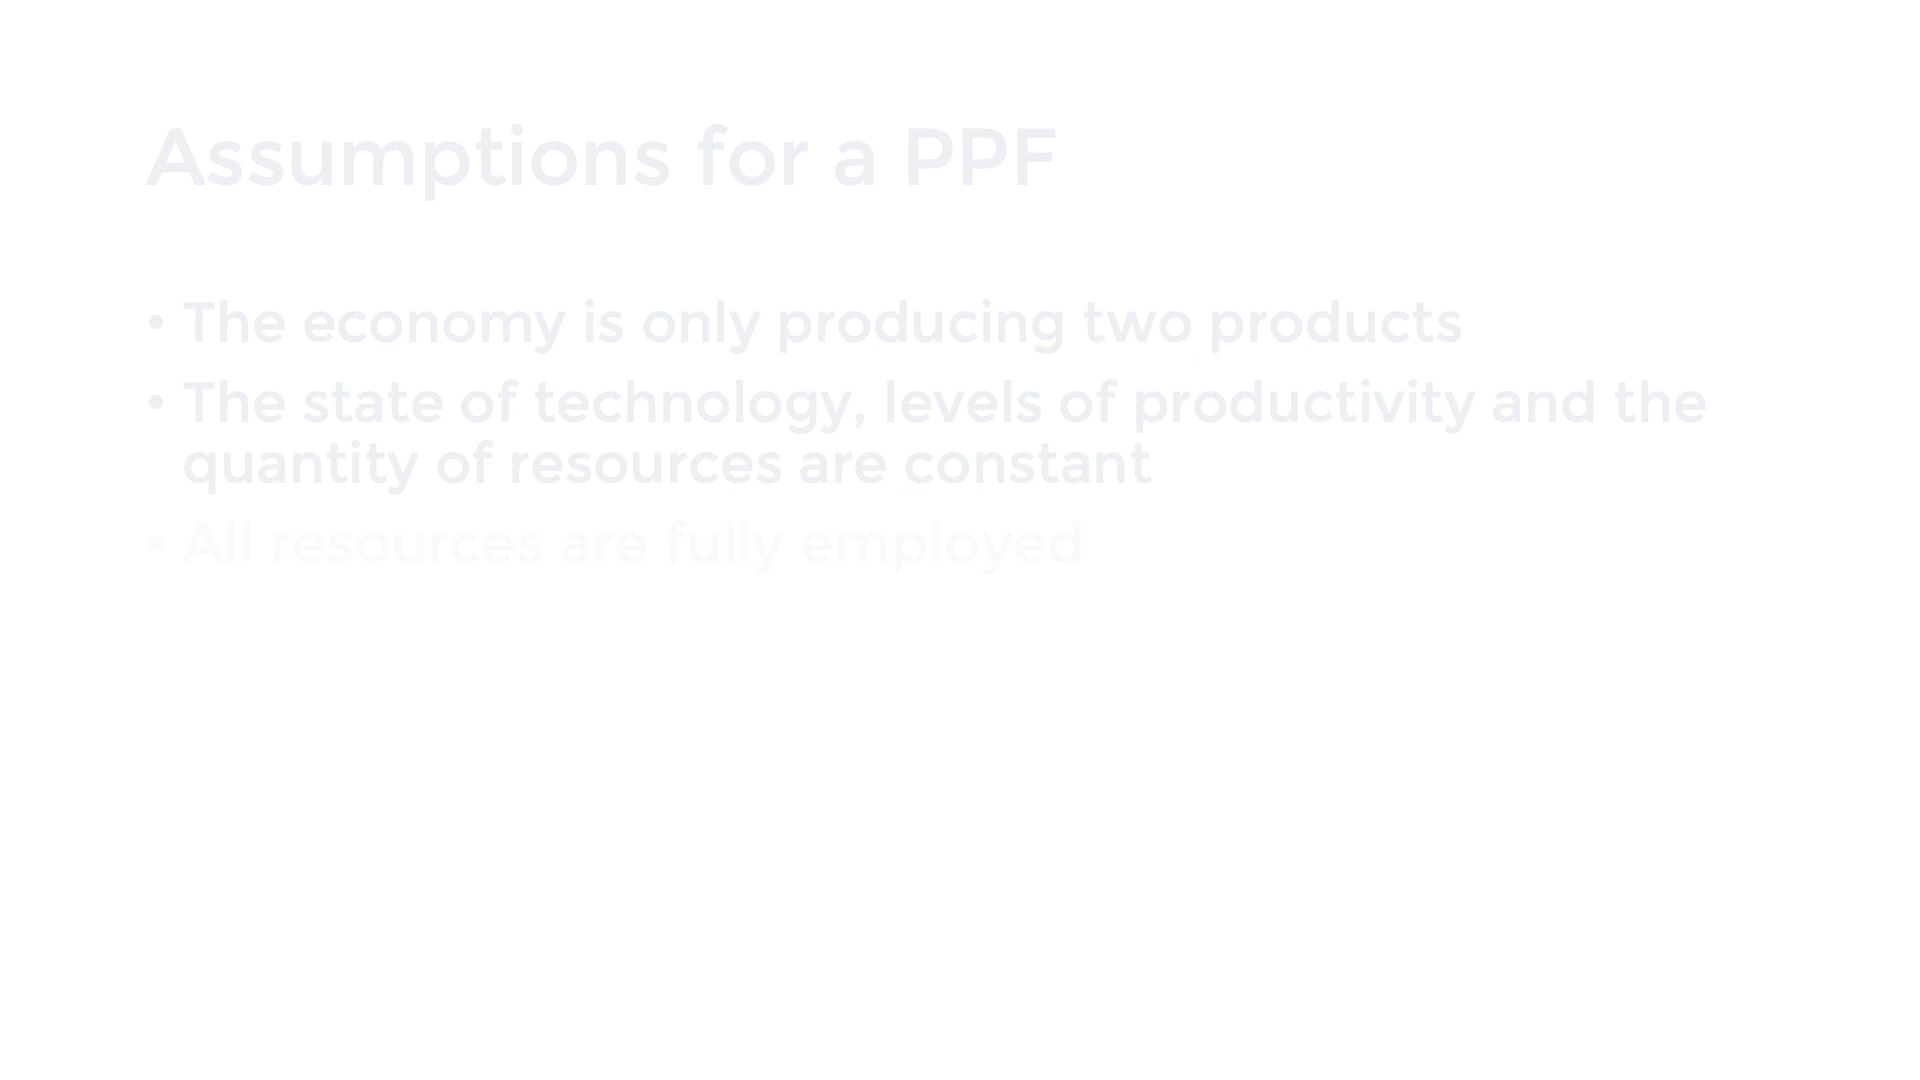 Assumptions for a PPF
• The economy is only producing two products
• The state of technology, levels of productivity and the
quantity of resources are constant
• All resources are fully employed